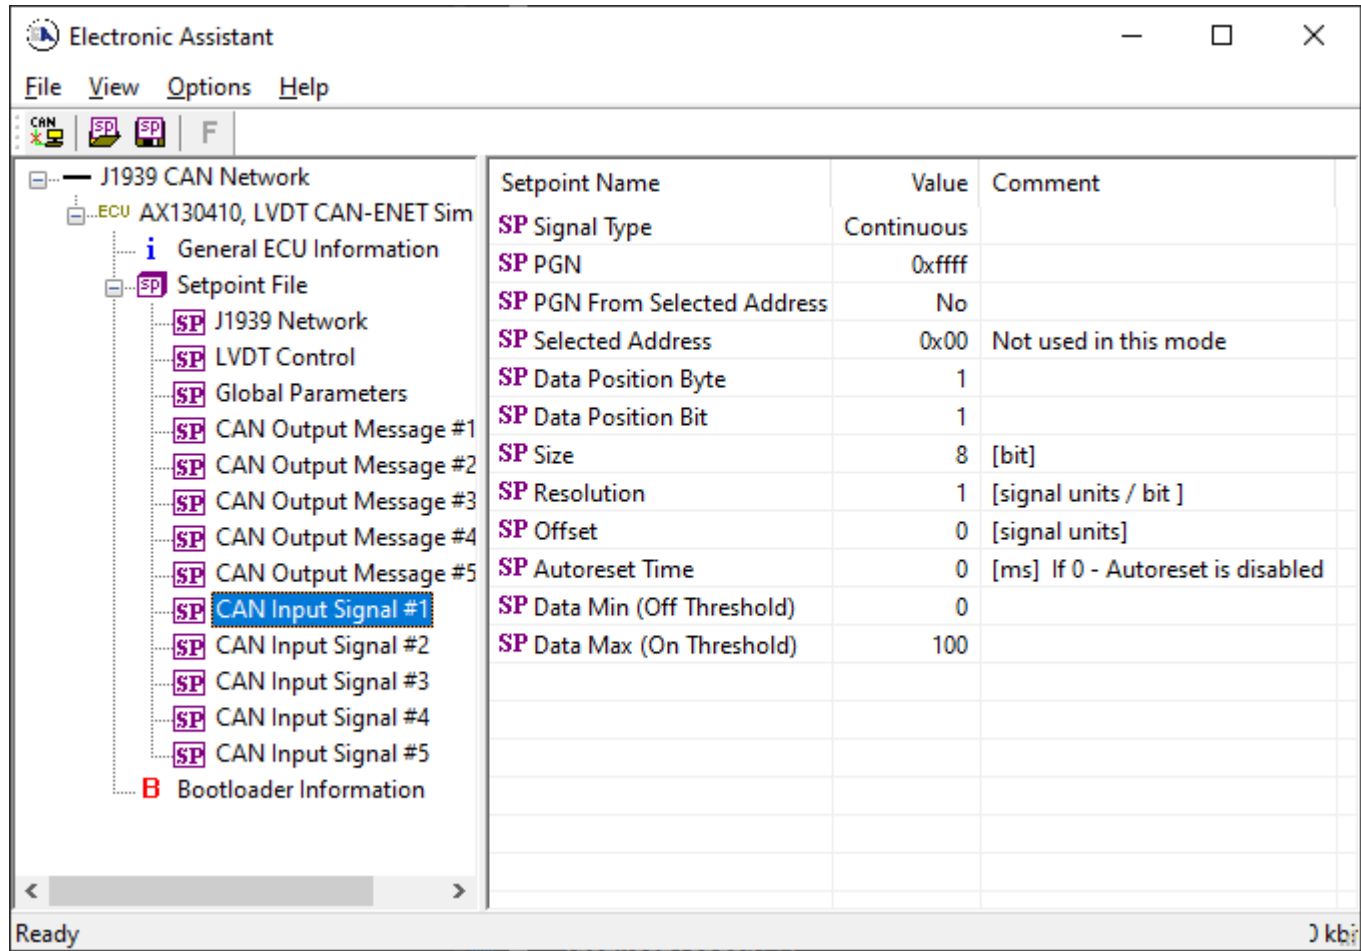 Electronic Assistant
File View Options Help
CAN SP SP F
J1939 CAN Network
ECU AX130410, LVDT CAN-ENET Sim
i General ECU Information
SP Setpoint File
SP J1939 Network
SP LVDT Control
SP Global Parameters
SP CAN Output Message #1
SP CAN Output Message #2
SP CAN Output Message #3
SP CAN Output Message #4
SP CAN Output Message #5
SP CAN Input Signal #1
SP CAN Input Signal #2
SP CAN Input Signal #3
SP CAN Input Signal #4
SP CAN Input Signal #5
B Bootloader Information
Setpoint Name Value Comment
SP Signal Type Continuous
SP PGN 0xffff
SP PGN From Selected Address No
SP Selected Address 0x00 Not used in this mode
SP Data Position Byte 1
SP Data Position Bit 1
SP Size 8 [bit]
SP Resolution 1 [signal units / bit ]
SP Offset 0 [signal units]
SP Autoreset Time 0 [ms] If 0 - Autoreset is disabled
SP Data Min (Off Threshold) 0
SP Data Max (On Threshold) 100
Ready